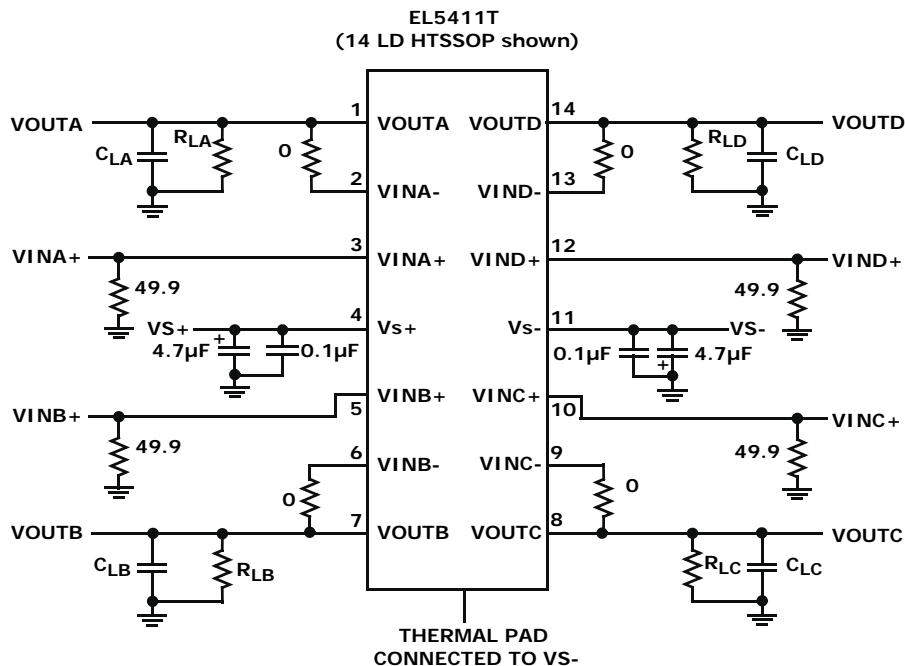 EL5411T
(14 LD HTSSOP shown)
VOUTA
CLA
RLA
0
1
VOUTA
VOUTD
14
0
RLD
CLD
VOUTD
2
VINA-
VIND-
13
VINA+
49.9
3
VINA+
VIND+
12
VIND+
49.9
VS+
4.7µF
+
0.1µF
4
Vs+
Vs-
11
0.1µF
+
4.7µF
VS-
VINB+
49.9
5
VINB+
VINC+
10
VINC+
49.9
6
VINB-
VINC-
9
0
0
VOUTB
CLB
RLB
7
VOUTB
VOUTC
8
RLC
CLC
VOUTC
THERMAL PAD
CONNECTED TO VS-